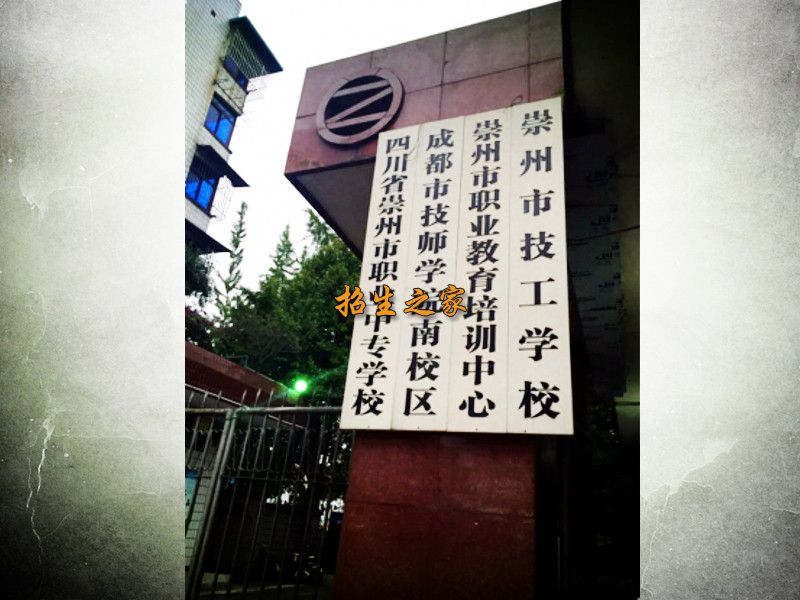 崇州市技工学校
崇州市职业教育培训中心
成都市技师学院南校区
四川省崇州市职业中专学校
招生之家